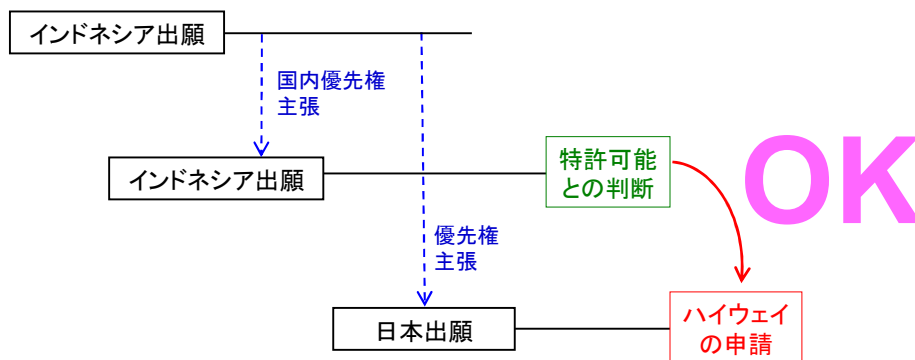 インドネシア出願
国内優先権
主張
インドネシア出願
特許可能
との判断
OK
優先権
主張
日本出願
ハイウェイ
の申請